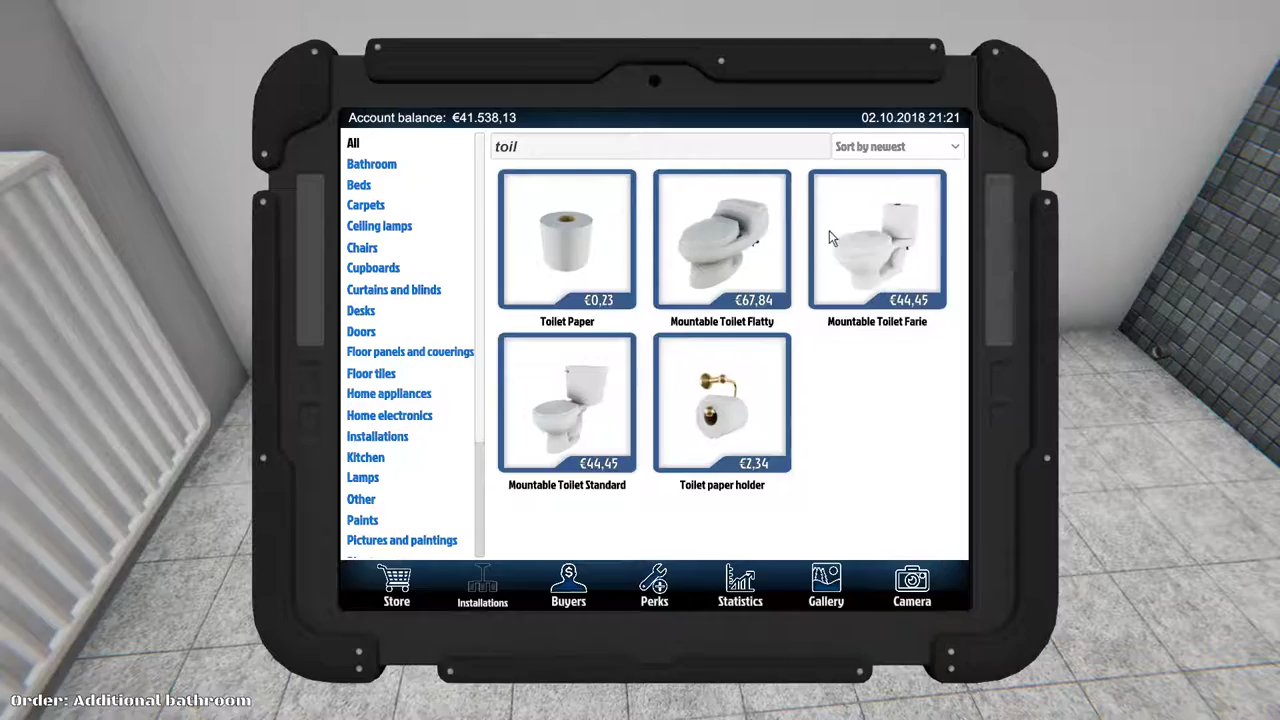 Account balance: €41.538,13
02.10.2018 21:21
All
Bathroom
Beds
Carpets
Ceiling lamps
Chairs
Cupboards
Curtains and blinds
Desks
Doors
Floor panels and coverings
Floor tiles
Home appliances
Home electronics
Installations
Kitchen
Lamps
Other
Paints
Pictures and paintings
toil
Sort by newest
€0,23
€67,84
€44,45
Toilet Paper
Mountable Toilet Flatty
Mountable Toilet Farie
€44,45
€2,34
Mountable Toilet Standard
Toilet paper holder
Store
Installations
Buyers
Perks
Statistics
Gallery
Camera
Order: Additional bathroom